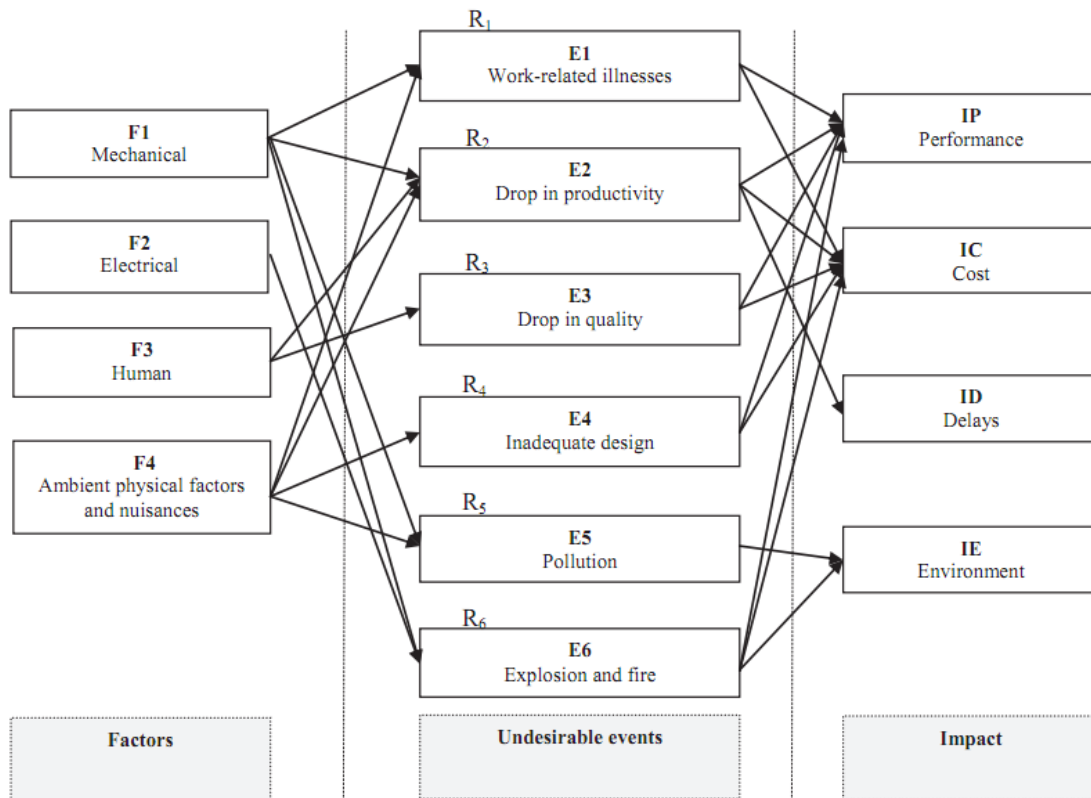 F1
Mechanical
F2
Electrical
F3
Human
F4
Ambient physical factors
and nuisances
Factors
R1
E1
Work-related illnesses
R2
E2
Drop in productivity
R3
E3
Drop in quality
R4
E4
Inadequate design
R5
E5
Pollution
R6
E6
Explosion and fire
Undesirable events
IP
Performance
IC
Cost
ID
Delays
IE
Environment
Impact